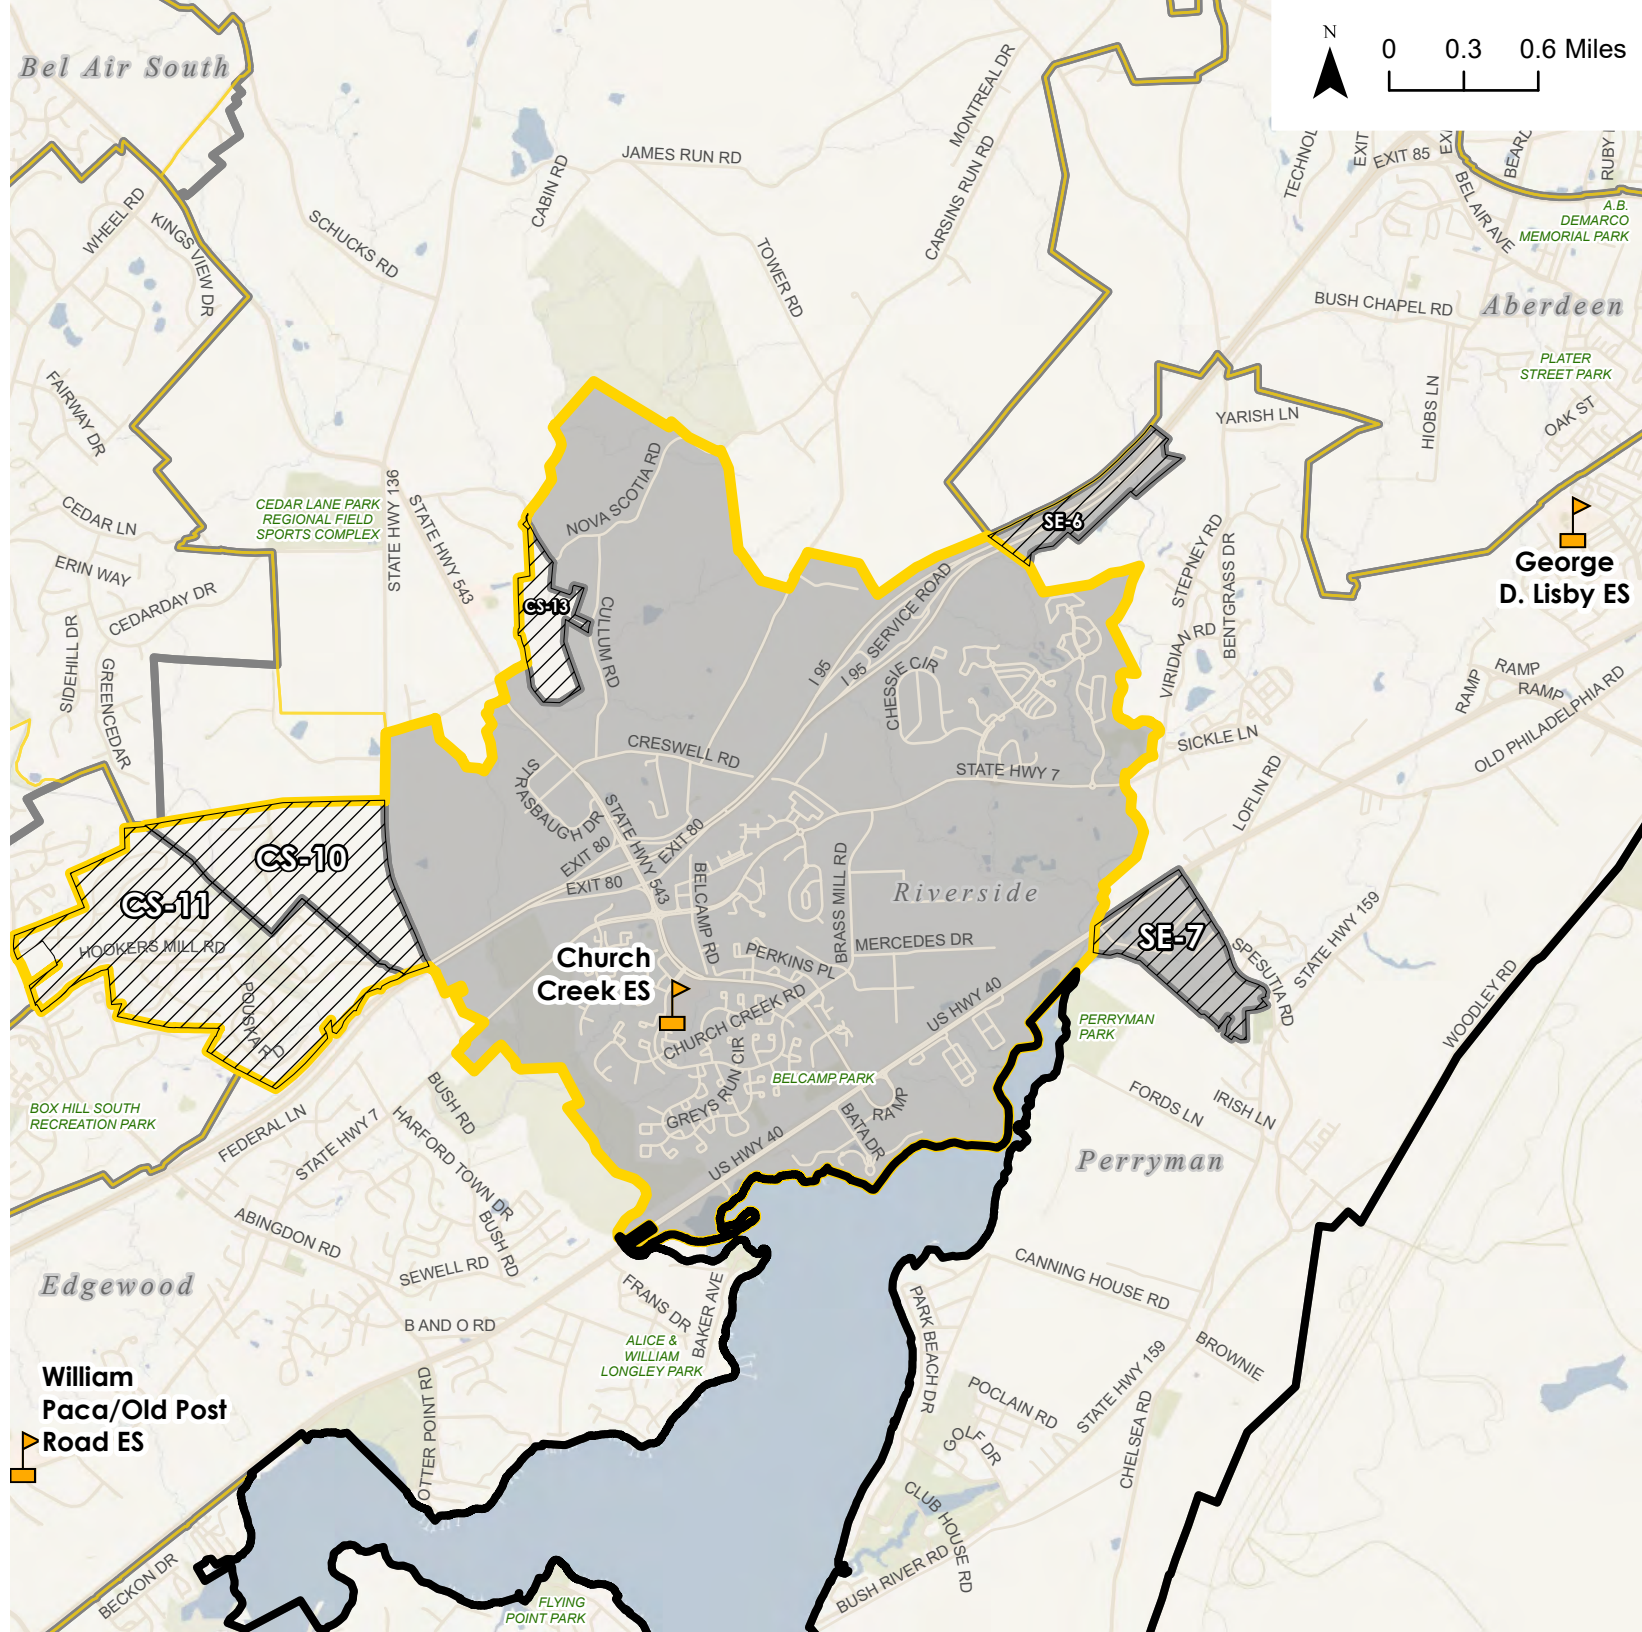 N
0 0.3 0.6 Miles
Bel Air South
MONTREAL DR
JAMES RUN RD
CABIN RD
CARSINS RUN RD
EXIT 85
BEL AIR AVE
A.B.
DEMARCO
MEMORIAL PARK
WHEEL RD
KINGS VIEW DR
SCHUCKS RD
TOWER RD
BUSH CHAPEL RD
Aberdeen
PLATER
STREET PARK
HIOBS LN
OAK ST
YARISH LN
FAIRWAY DR
CEDAR LN
CEDAR LANE PARK
REGIONAL FIELD
SPORTS COMPLEX
STATE HWY 136
STATE HWY 543
NOVA SCOTIA RD
SE-6
George
D. Lisby ES
ERIN WAY
CEDARDAY DR
SIDEHILL DR
GREENCEDAR
CS-13
CULLUM RD
I 95
I 95 SERVICE ROAD
CHESSIE CIR
STEPNEY RD
BENTGRASS DR
VIRIDIAN RD
RAMP
RAMP
RAMP
OLD PHILADELPHIA RD
SICKLE LN
LOFLIN RD
CRESWELL RD
STATE HWY 7
STRASBAUGH DR
STATE HWY 543
EXIT 80
EXIT 80
EXIT 80
BELCAMP RD
BRASS MILL RD
Riverside
CS-10
CS-11
HOOKERS MILL RD
POUSKA RD
Church
Creek ES
PERKINS PL
MERCEDES DR
CHURCH CREEK RD
US HWY 40
SE-7
SPESUTIA RD
STATE HWY 159
WOODLEY RD
PERRYMAN
PARK
BELCAMP PARK
GREYS RUN CIR
RAMP
BATA DR
US HWY 40
FORDS LN
IRISH LN
Perryman
BOX HILL SOUTH
RECREATION PARK
FEDERAL LN
STATE HWY 7
BUSH RD
HARFORD TOWN DR
BUSH RD
ABINGDON RD
SEWELL RD
Edgewood
B AND O RD
FRANS DR
BAKER AVE
ALICE &
WILLIAM
LONGLEY PARK
CANNING HOUSE RD
PARK BEACH DR
BROWNIE
STATE HWY 159
POCLAIN RD
GOLF DR
CHELSEA RD
William
Paca/Old Post
Road ES
OTTER POINT RD
CLUB HOUSE RD
BUSH RIVER RD
BECKON DR
FLYING
POINT PARK